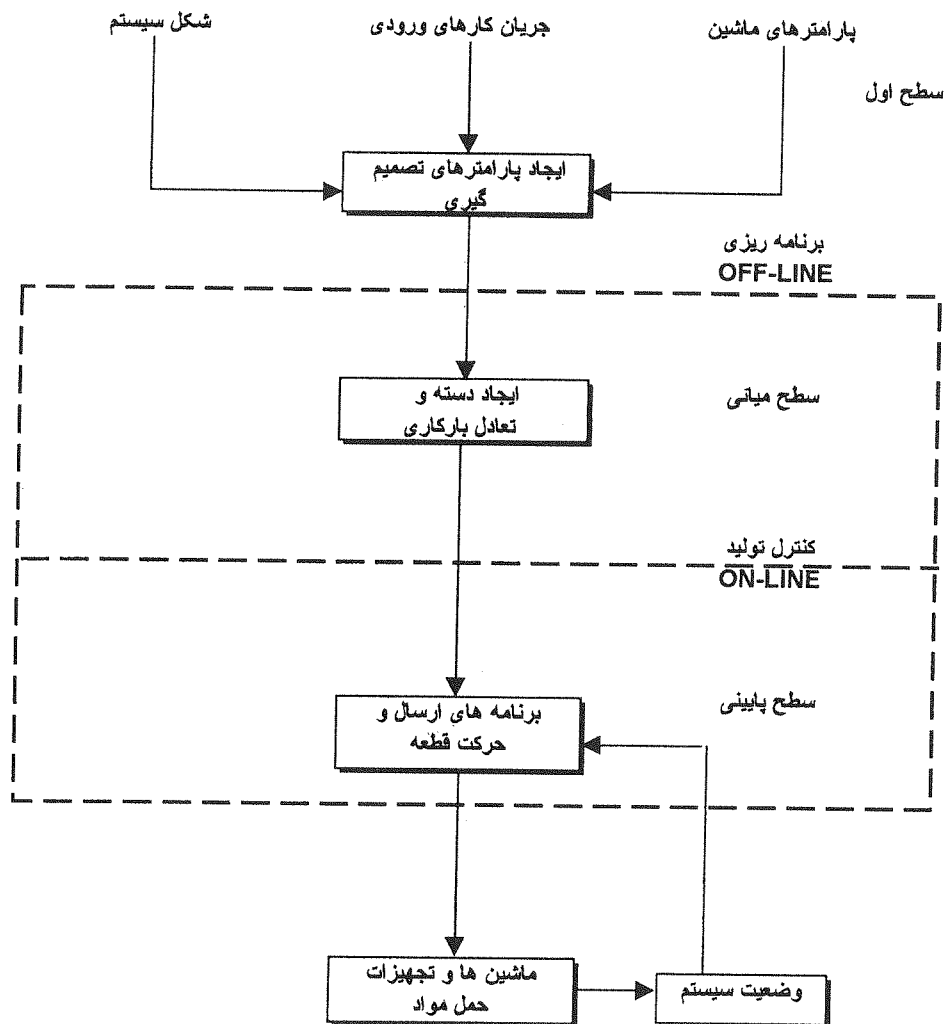 شکل سیستم
جریان کارهای ورودی
پارامترهای ماشین
سطح اول
ایجاد پارامترهای تصمیم
گیری
برنامه ریزی
OFF-LINE
ایجاد دسته و
تعادل بارکاری
سطح میانی
کنترل تولید
ON-LINE
برنامه های ارسال و
حرکت قطعه
سطح پایینی
ماشین ها و تجهیزات
حمل مواد
وضعیت سیستم